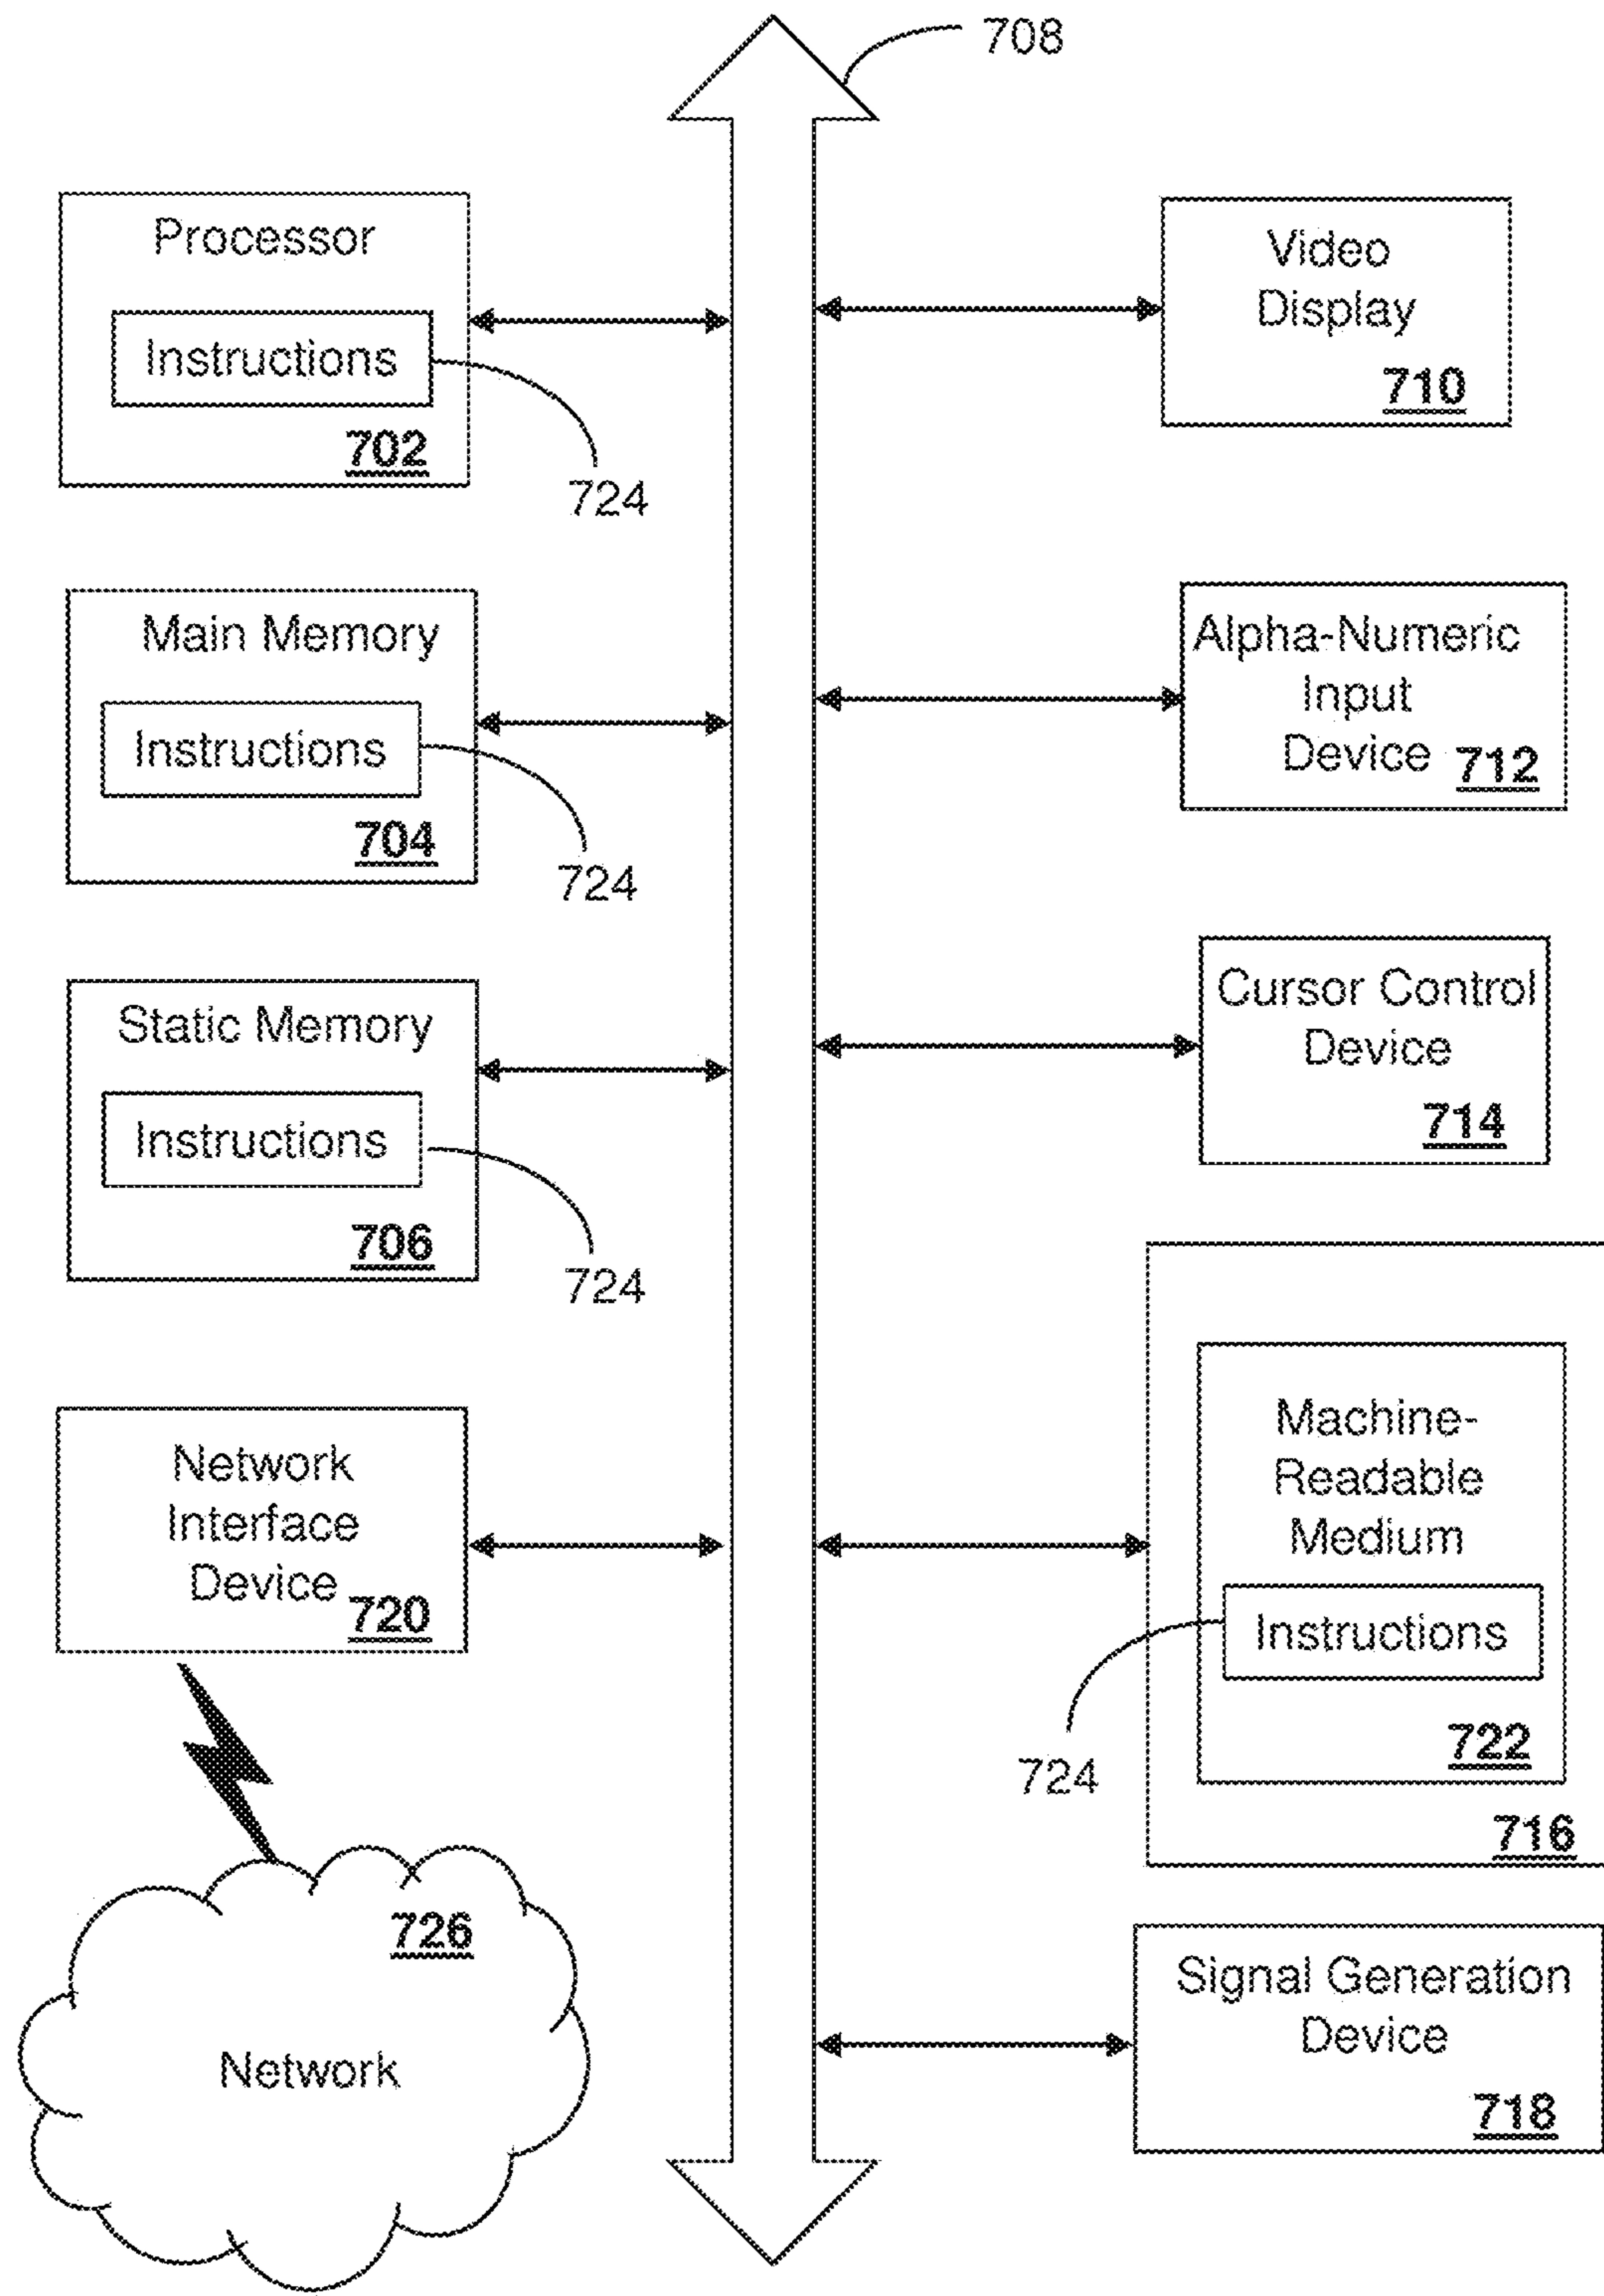 708
Processor
Instructions
702
724
Main Memory
Instructions
704
724
Static Memory
Instructions
706
724
Network
Interface
Device
720
726
Network
Video
Display
710
Alpha-Numeric
Input
Device
712
Cursor Control
Device
714
Machine-
Readable
Medium
Instructions
724
722
716
Signal Generation
Device
718